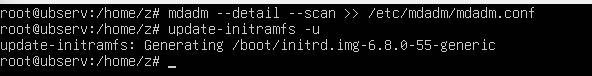 root@ubserv:/home/z# mdadm --detail --scan >> /etc/mdadm/mdadm.conf
root@ubserv:/home/z# update-initramfs -u
update-initramfs: Generating /boot/initrd.img-6.8.0-55-generic
root@ubserv:/home/z# _